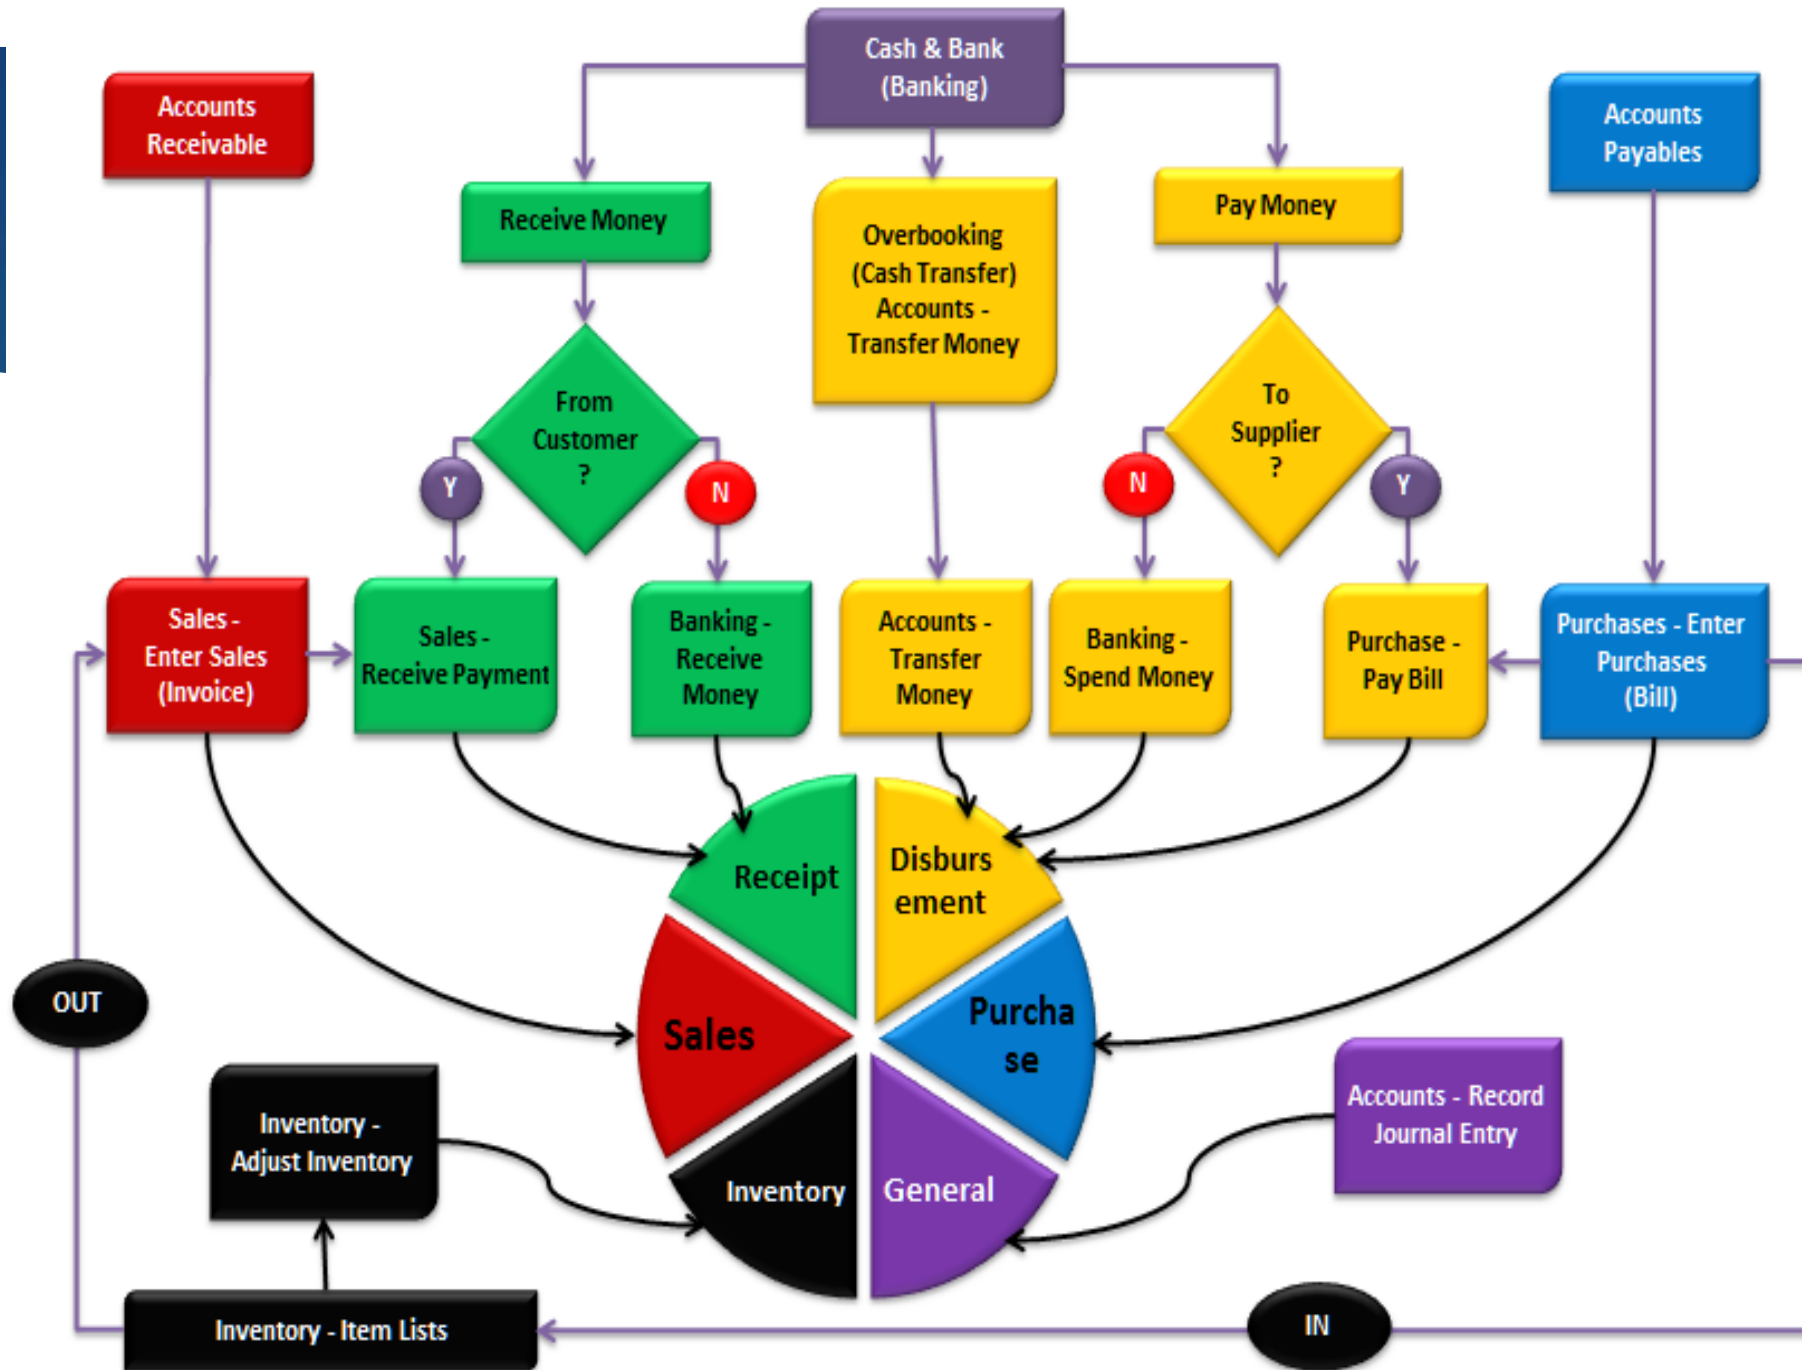 Cash & Bank
(Banking)
Accounts
Receivable
Accounts
Payables
Receive Money
Overbooking
(Cash Transfer)
Accounts -
Transfer Money
Pay Money
From
Customer
?
To
Supplier
?
Y
N
N
Y
Sales -
Enter Sales
(Invoice)
Sales -
Receive Payment
Banking -
Receive
Money
Accounts -
Transfer
Money
Banking -
Spend Money
Purchase -
Pay Bill
Purchases - Enter
Purchases
(Bill)
Receipt
Disburs
ement
Sales
Purcha
se
Inventory
General
OUT
Inventory -
Adjust Inventory
Accounts - Record
Journal Entry
Inventory - Item Lists
IN